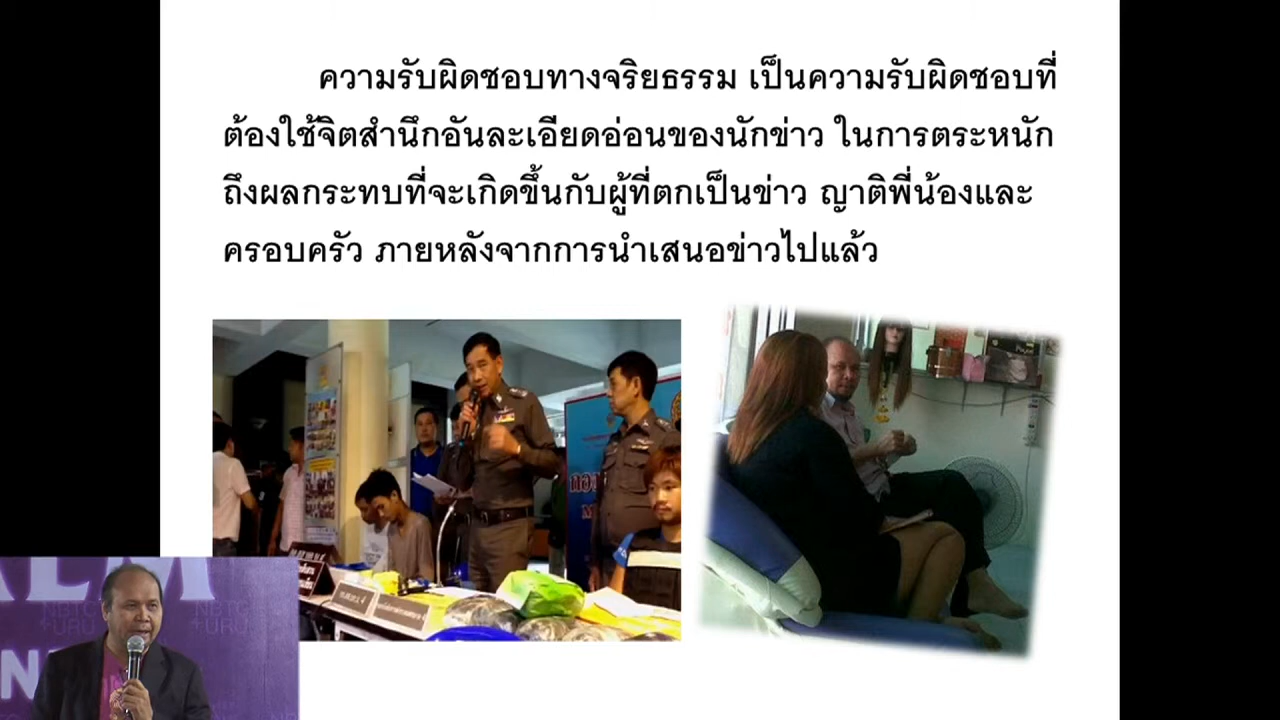 ความรับผิดชอบทางจริยธรรม เป็นความรับผิดชอบที่
ต้องใช้จิตสำนึกอันละเอียดอ่อนของนักข่าว ในการตระหนัก
ถึงผลกระทบที่จะเกิดขึ้นกับผู้ที่ตกเป็นข่าว ญาติพี่น้องและ
ครอบครัว ภายหลังจากการนำเสนอข่าวไปแล้ว
NBTC
+URU
NBTC
+URU